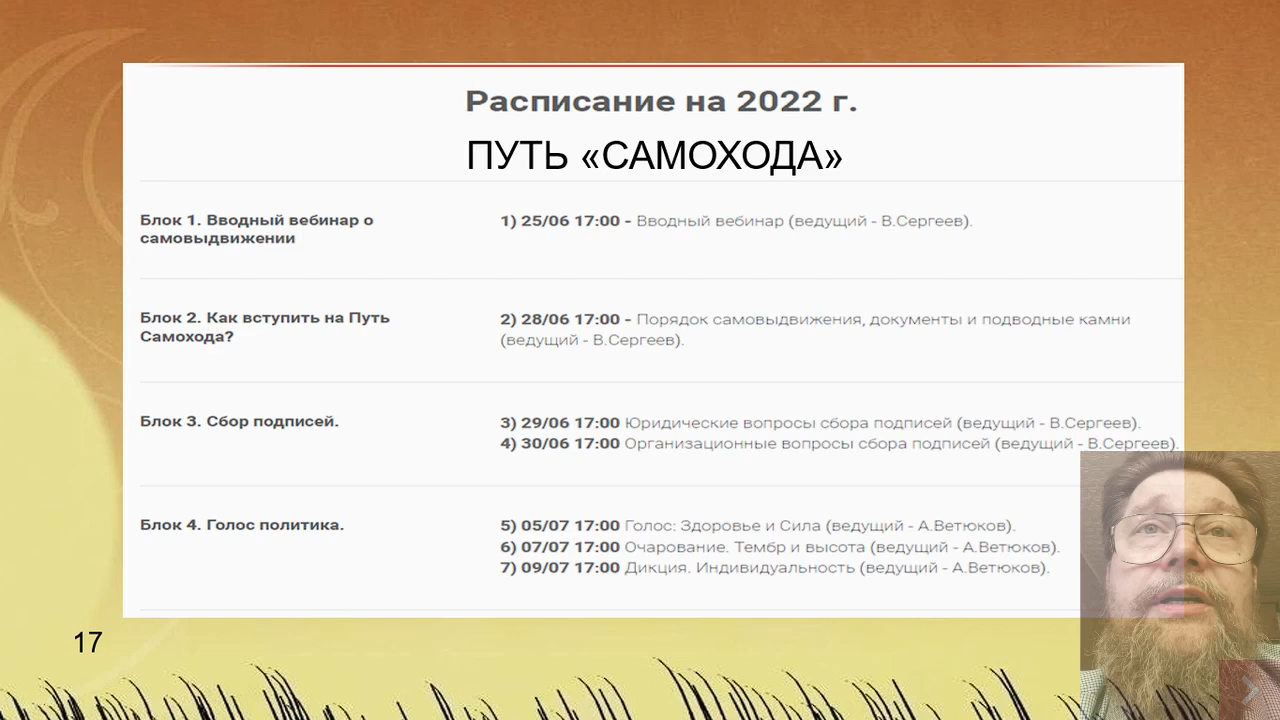 Расписание на 2022 г.
ПУТЬ «САМОХОДА»
Блок 1. Вводный вебинар о
самовыдвижении
1) 25/06 17:00 - Вводный вебинар (ведущий - В.Сергеев).
Блок 2. Как вступить на Путь
Самохода?
2) 28/06 17:00 - Порядок самовыдвижения, документы и подводные камни
(ведущий - В.Сергеев).
Блок 3. Сбор подписей.
3) 29/06 17:00 Юридические вопросы сбора подписей (ведущий - В.Сергеев).
4) 30/06 17:00 Организационные вопросы сбора подписей (ведущий - В.Сергеев).
Блок 4. Голос политика.
5) 05/07 17:00 Голос: Здоровье и Сила (ведущий - А.Ветюков).
6) 07/07 17:00 Очарование. Тембр и высота (ведущий - А.Ветюков).
7) 09/07 17:00 Дикция. Индивидуальность (ведущий - А.Ветюков).
17